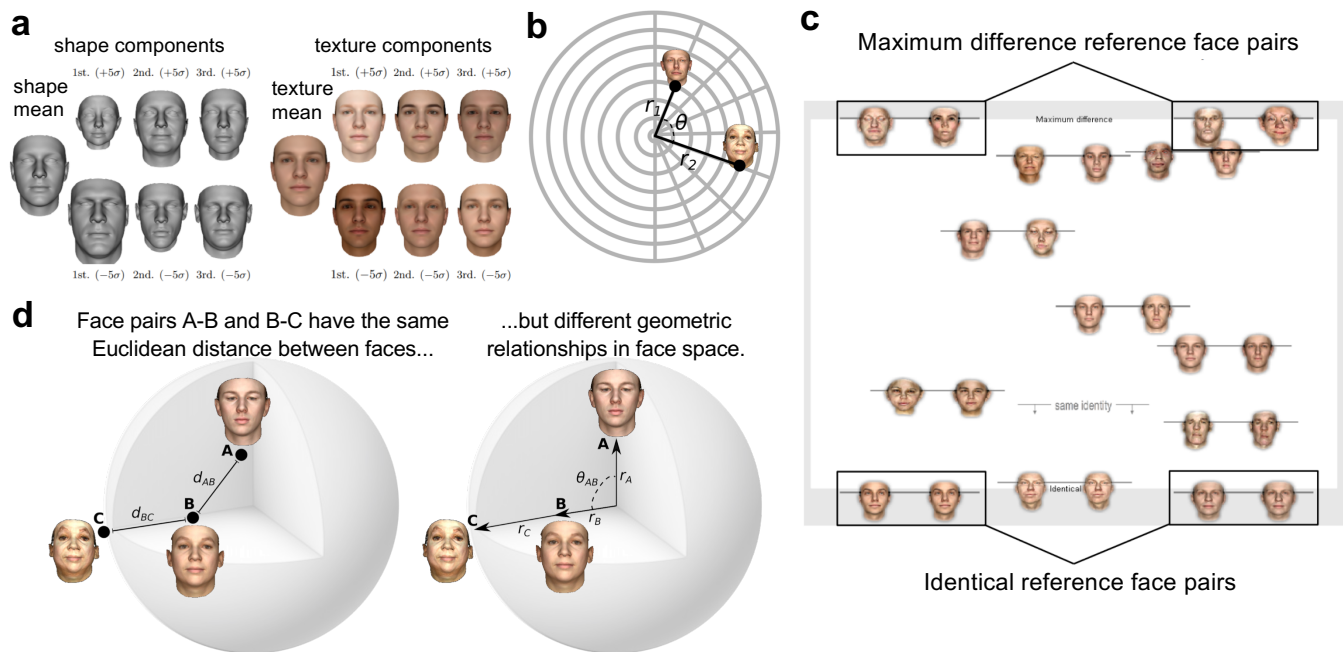 a
shape components
1st. (+5σ) 2nd. (+5σ) 3rd. (+5σ)
shape
mean
1st. (−5σ) 2nd. (−5σ) 3rd. (−5σ)
texture components
1st. (+5σ) 2nd. (+5σ) 3rd. (+5σ)
texture
mean
1st. (−5σ) 2nd. (−5σ) 3rd. (−5σ)
b
r1
θ
r2
c
Maximum difference reference face pairs
Maximum difference
same identity
Identical
Identical reference face pairs
d
Face pairs A-B and B-C have the same
Euclidean distance between faces...
A
dAB
B
C
dBC
...but different geometric
relationships in face space.
A
θAB
rA
B
rB
C
rC